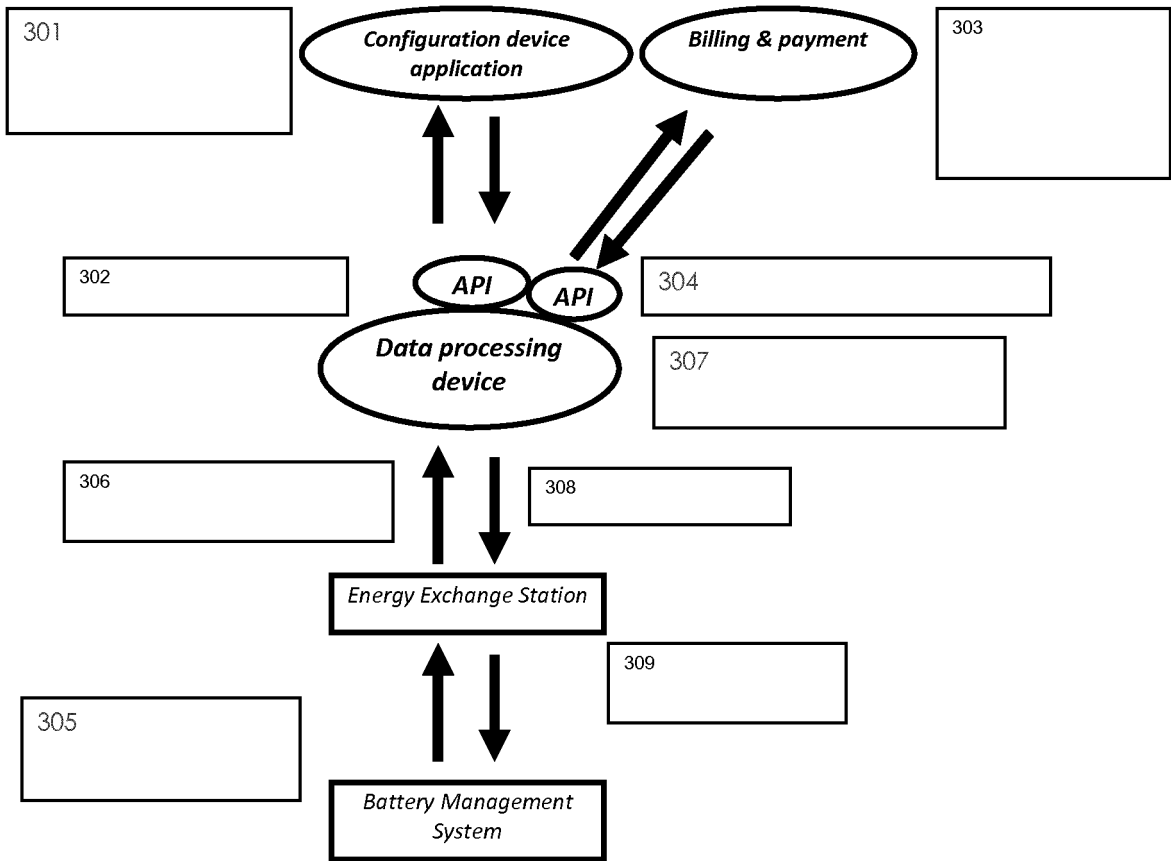 301
Configuration device
application
Billing & payment
303
302
API
API
304
Data processing
device
307
306
308
Energy Exchange Station
309
305
Battery Management
System